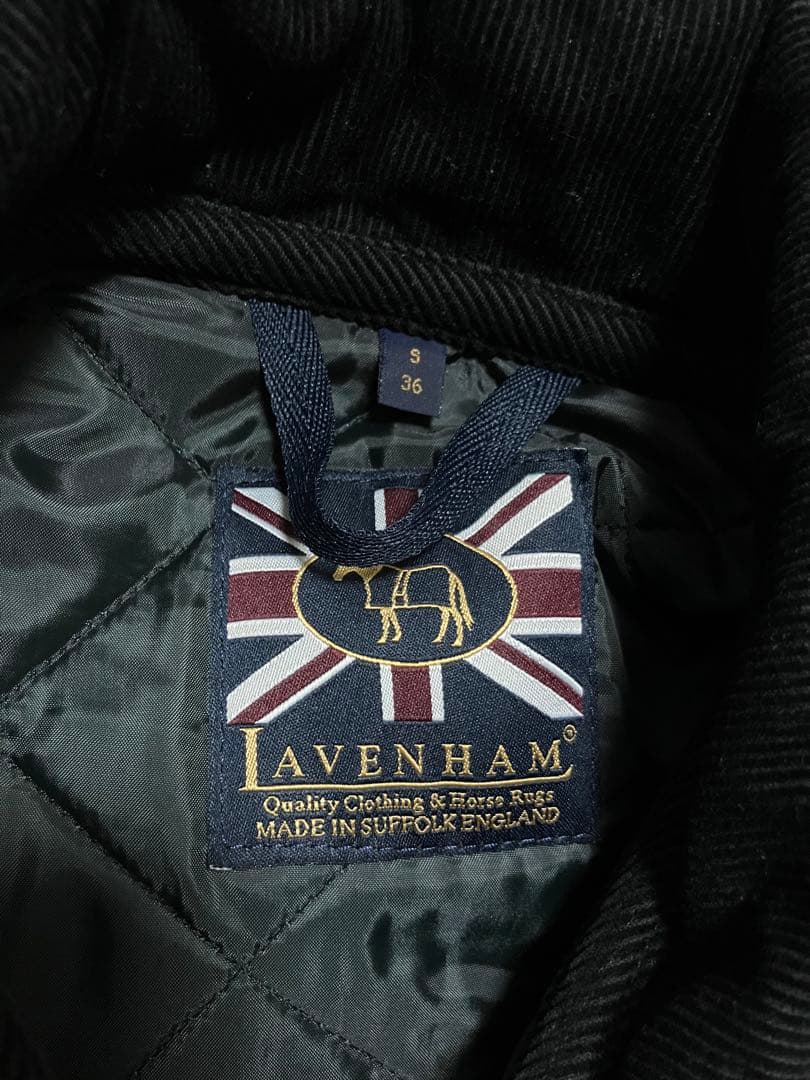 S
36
LAVENHAM®
Quality Clothing & Horse Rugs
MADE IN SUFFOLK ENGLAND